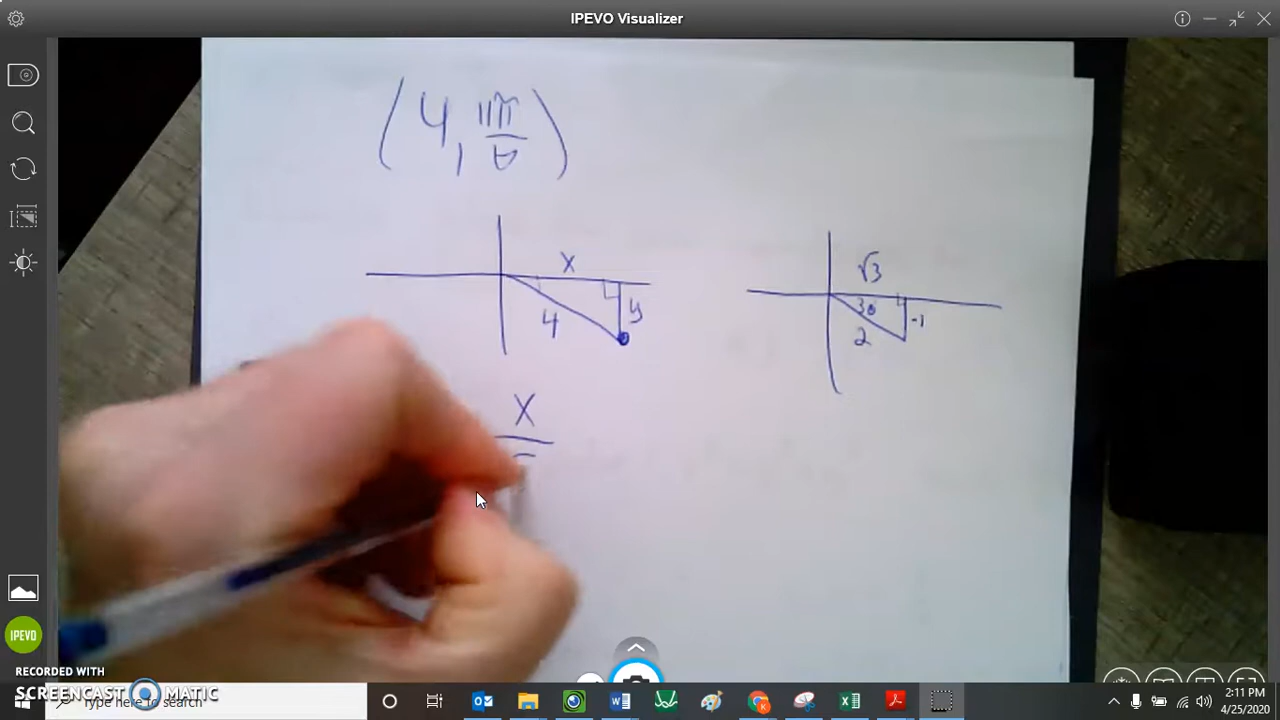 IPEVO Visualizer
(4, 11π/6)
x
4
y
√3
30
-1
2
x
IPEVO
RECORDED WITH
SCREENCAST MATIC
Type here to search
2:11 PM
4/25/2020